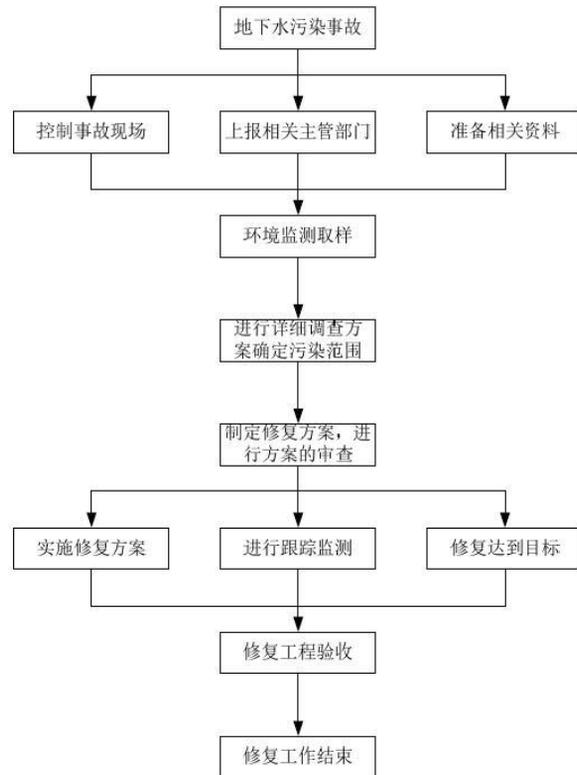 地下水污染事故
控制事故现场
上报相关主管部门
准备相关资料
环境监测取样
进行详细调查方
案确定污染范围
制定修复方案，进
行方案的审查
实施修复方案
进行跟踪监测
修复达到目标
修复工程验收
修复工作结束